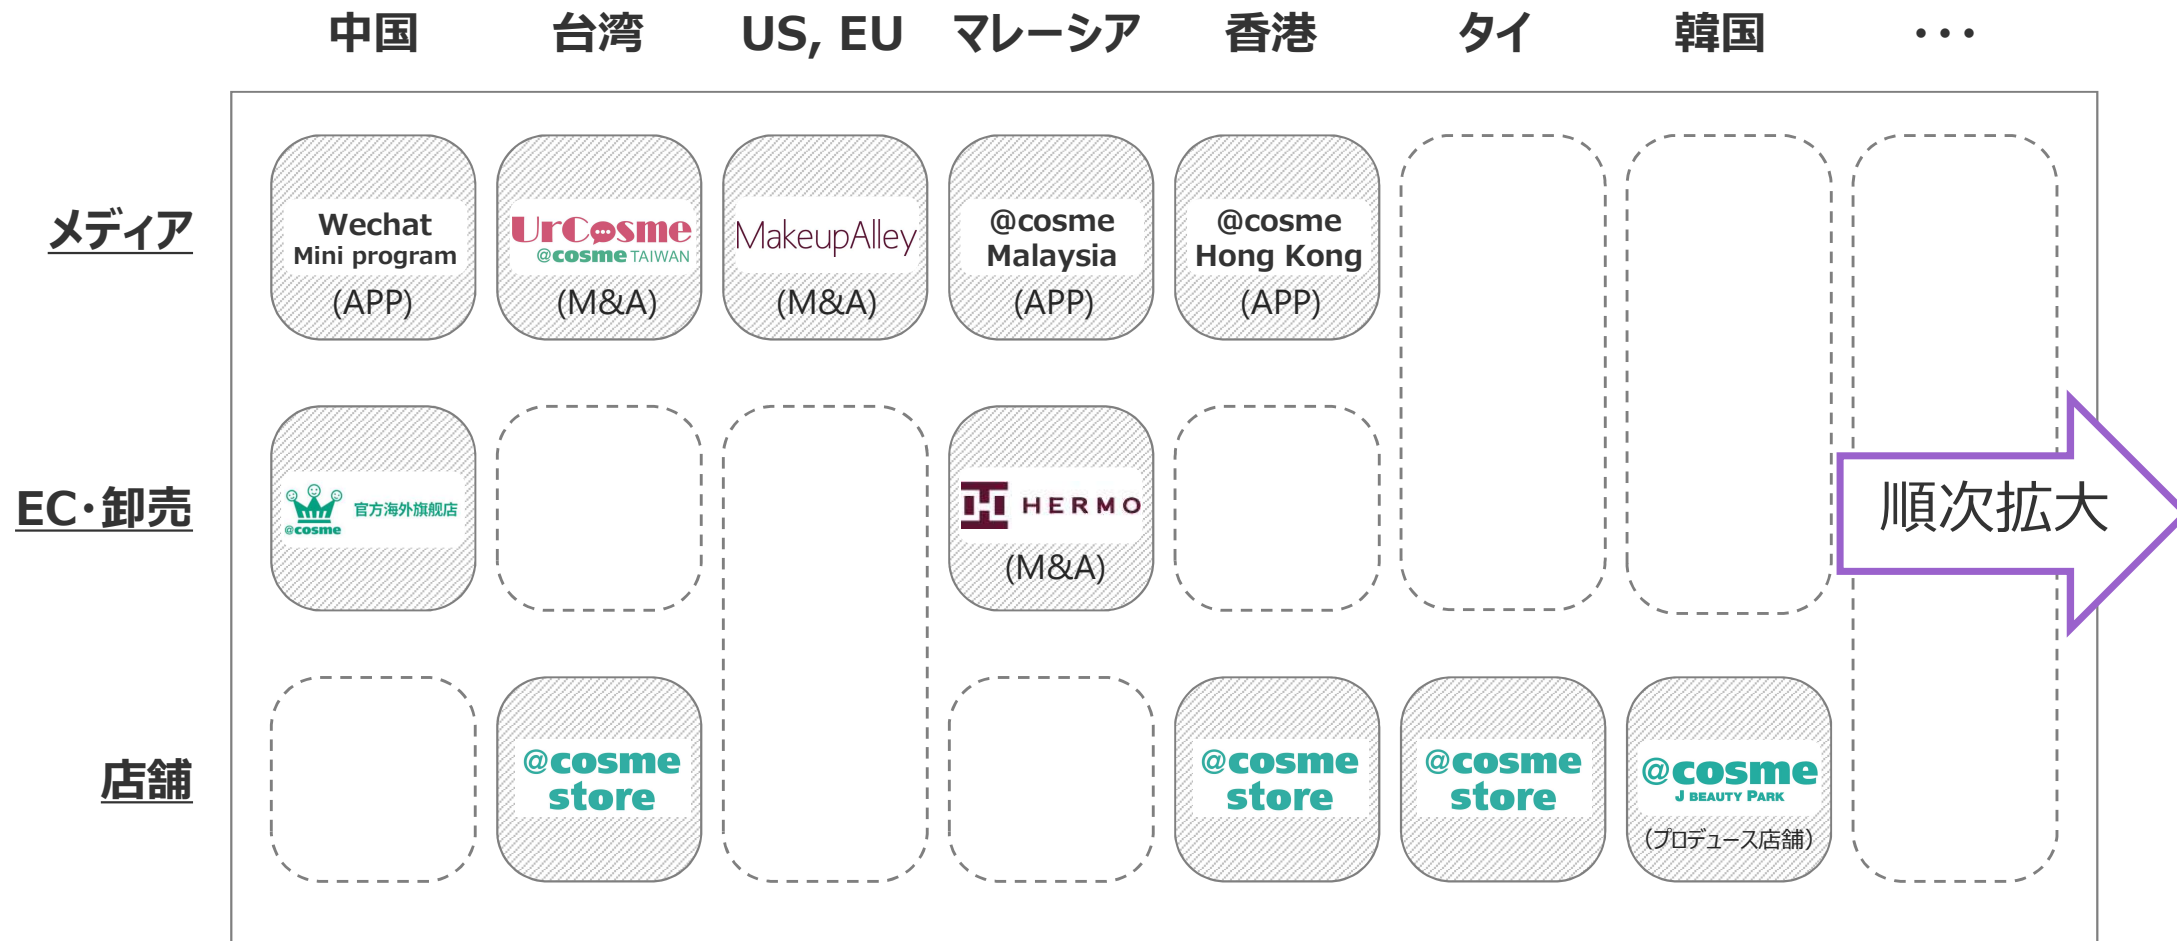 中国
台湾
US, EU
マレーシア
香港
タイ
韓国
・・・
メディア
Wechat
Mini program
(APP)
UrCosme
@cosme TAIWAN
(M&A)
MakeupAlley
(M&A)
@cosme
Malaysia
(APP)
@cosme
Hong Kong
(APP)
EC・卸売
@cosme
官方海外旗舰店
HERMO
(M&A)
順次拡大
店舗
@cosme
store
@cosme
store
@cosme
store
@cosme
J BEAUTY PARK
(プロデュース店舗)